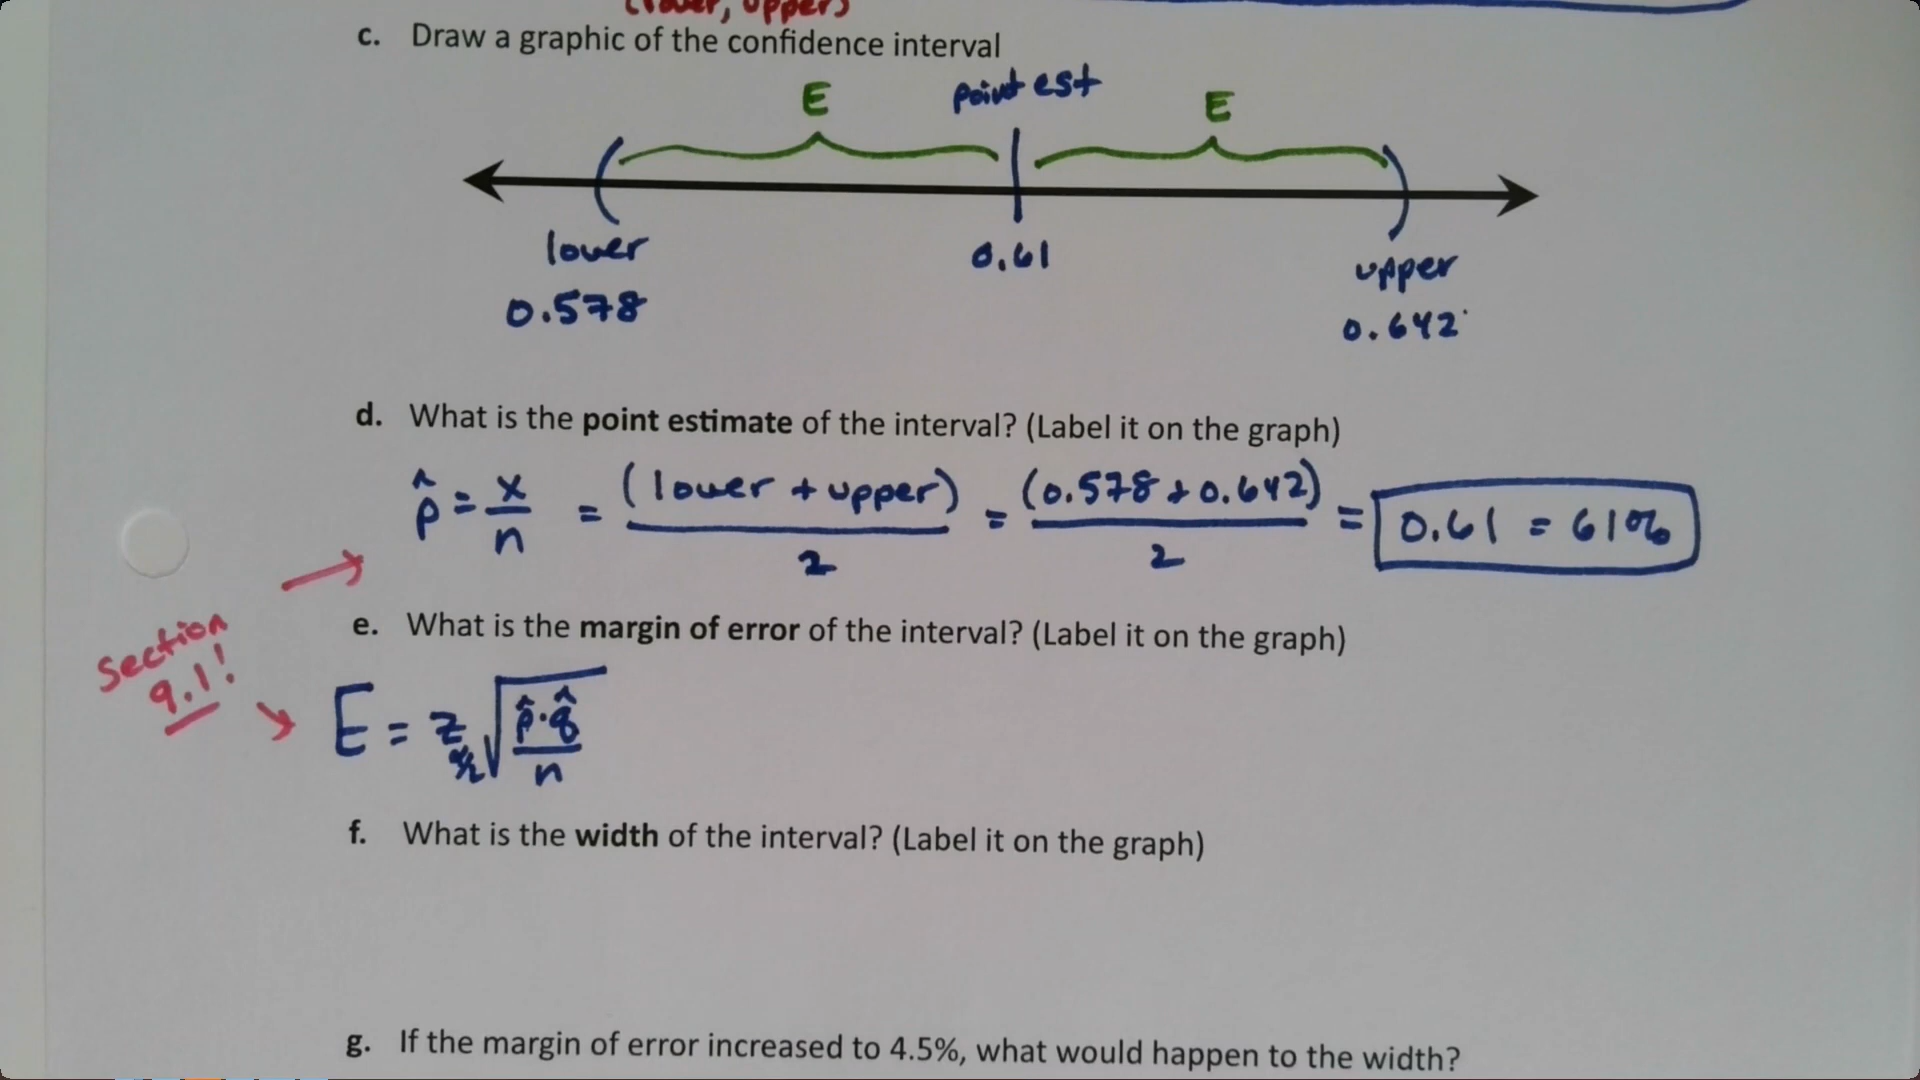 (lower, upper)
c. Draw a graphic of the confidence interval
E point est E
lower 0.61 upper
0.578 0.642
d. What is the point estimate of the interval? (Label it on the graph)
p̂ = x/n = (lower + upper)/2 = (0.578 + 0.642)/2 = 0.61 = 61%
Section 9.1!
e. What is the margin of error of the interval? (Label it on the graph)
E = z α/2 √(p̂·q̂/n)
f. What is the width of the interval? (Label it on the graph)
g. If the margin of error increased to 4.5%, what would happen to the width?